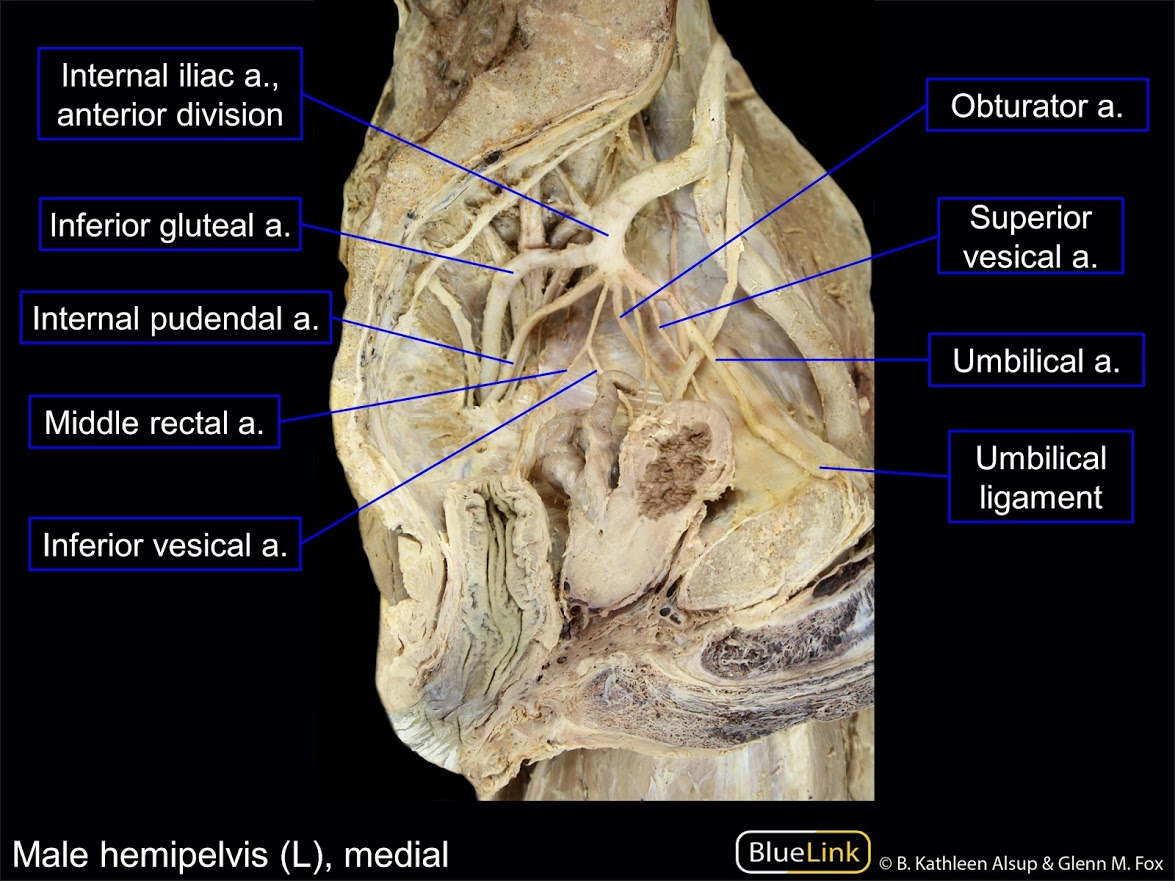 Internal iliac a.,
anterior division
Inferior gluteal a.
Internal pudendal a.
Middle rectal a.
Inferior vesical a.
Obturator a.
Superior
vesical a.
Umbilical a.
Umbilical
ligament
Male hemipelvis (L), medial
BlueLink
© B. Kathleen Alsup & Glenn M. Fox